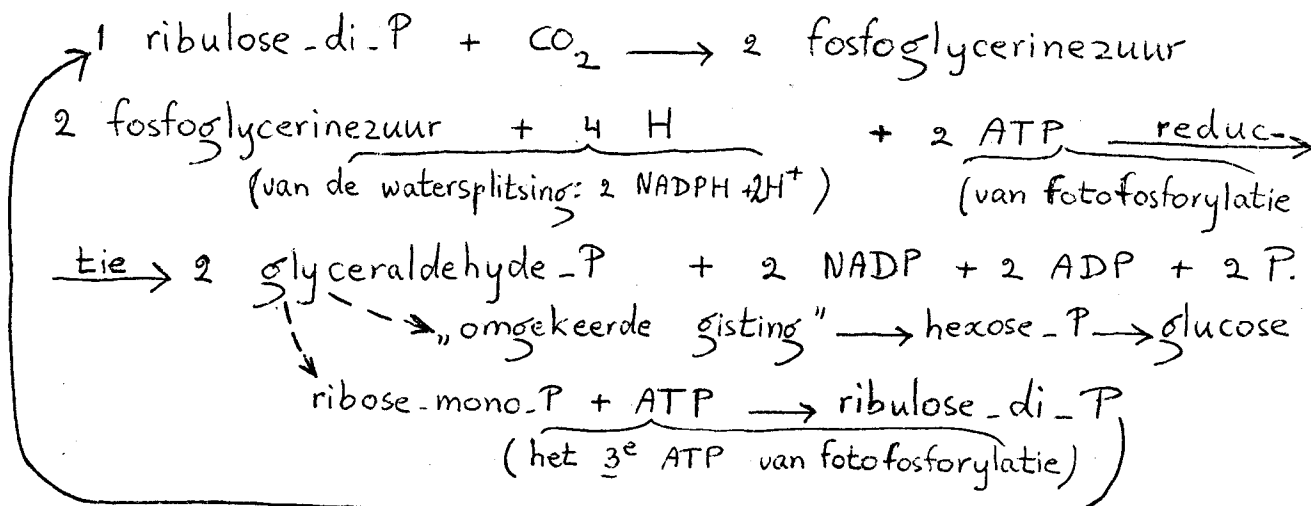 1 ribulose-di-P + CO₂ ⟶ 2 fosfoglycerinezuur
2 fosfoglycerinezuur + 4 H + 2 ATP reduc-
(van de watersplitsing: 2 NADPH + 2H⁺) (van fotofosforylatie
tie → 2 glyceraldehyde-P + 2 NADP + 2 ADP + 2 P.
„omgekeerde gisting" → hexose-P → glucose
ribose-mono-P + ATP ⟶ ribulose-di-P
(het 3ᵉ ATP van fotofosforylatie)